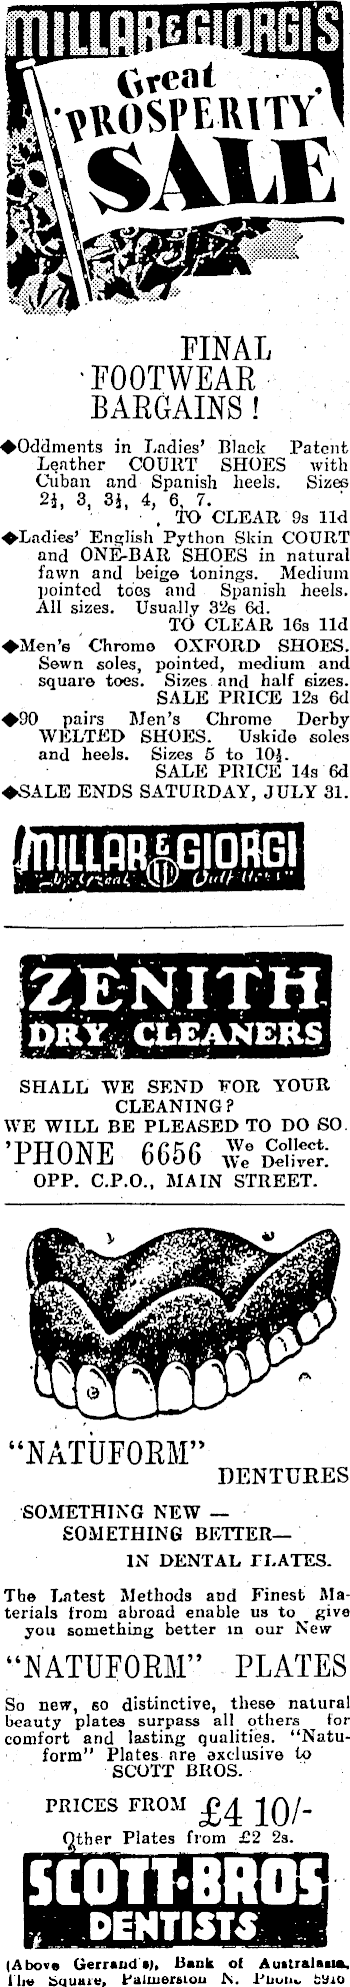 MILLAR & GIORGI'S
Great
'PROSPERITY'
SALE
FINAL
FOOTWEAR
BARGAINS !
◆Oddments in Ladies' Black Patent
Leather COURT SHOES with
Cuban and Spanish heels. Sizes
2½, 3, 3½, 4, 6, 7.
TO CLEAR 9s 11d
◆Ladies' English Python Skin COURT
and ONE-BAR SHOES in natural
fawn and beige tonings. Medium
pointed toes and Spanish heels.
All sizes. Usually 32s 6d.
TO CLEAR 16s 11d
◆Men's Chrome OXFORD SHOES.
Sewn soles, pointed, medium and
square toes. Sizes and half sizes.
SALE PRICE 12s 6d
◆90 pairs Men's Chrome Derby
WELTED SHOES. Uskide soles
and heels. Sizes 5 to 10½.
SALE PRICE 14s 6d
◆SALE ENDS SATURDAY, JULY 31.
MILLAR & GIORGI
LTD
ZENITH
DRY CLEANERS
SHALL WE SEND FOR YOUR
CLEANING?
WE WILL BE PLEASED TO DO SO.
'PHONE 6656 We Collect.
We Deliver.
OPP. C.P.O., MAIN STREET.
"NATUFORM"
DENTURES
SOMETHING NEW —
SOMETHING BETTER—
IN DENTAL PLATES.
The Latest Methods and Finest Ma-
terials from abroad enable us to give
you something better in our New
"NATUFORM" PLATES
So new, so distinctive, these natural
beauty plates surpass all others for
comfort and lasting qualities. "Natu-
form" Plates are exclusive to
SCOTT BROS.
PRICES FROM £4 10/-
Other Plates from £2 2s.
SCOTT·BROS
DENTISTS
(Above Gerrand's), Bank of Australasia,
The Square, Palmerston N. Phone 5910